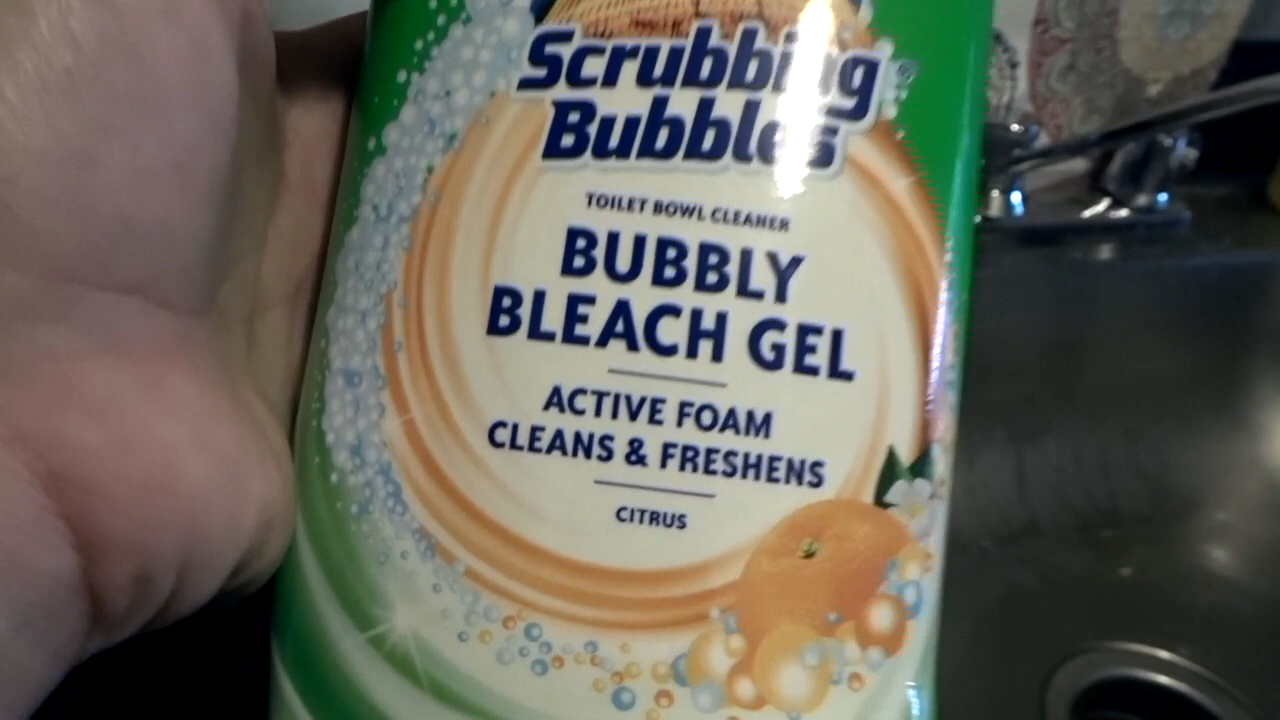 Scrubbing
Bubbles®
TOILET BOWL CLEANER
BUBBLY
BLEACH GEL
ACTIVE FOAM
CLEANS & FRESHENS
CITRUS